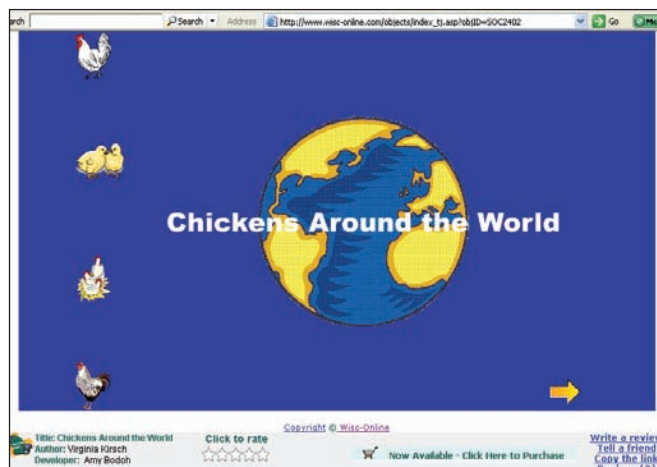 Search Address http://www.wisc-online.com/objects/index_tj.asp?objID=SOC2402 Go
Chickens Around the World
Copyright © Wisc-Online
Title: Chickens Around the World
Author: Virginia Kirsch
Developer: Amy Bodoh
Click to rate
Now Available - Click Here to Purchase
Write a review
Tell a friend
Copy the link